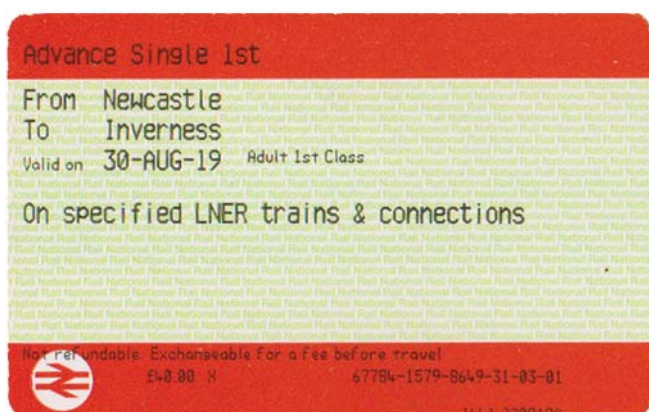 Advance Single 1st
From Newcastle
To Inverness
Valid on 30-AUG-19 Adult 1st Class
On specified LNER trains & connections
Not refundable. Exchangeable for a fee before travel
£40.00 X 67784-1579-8649-31-03-01